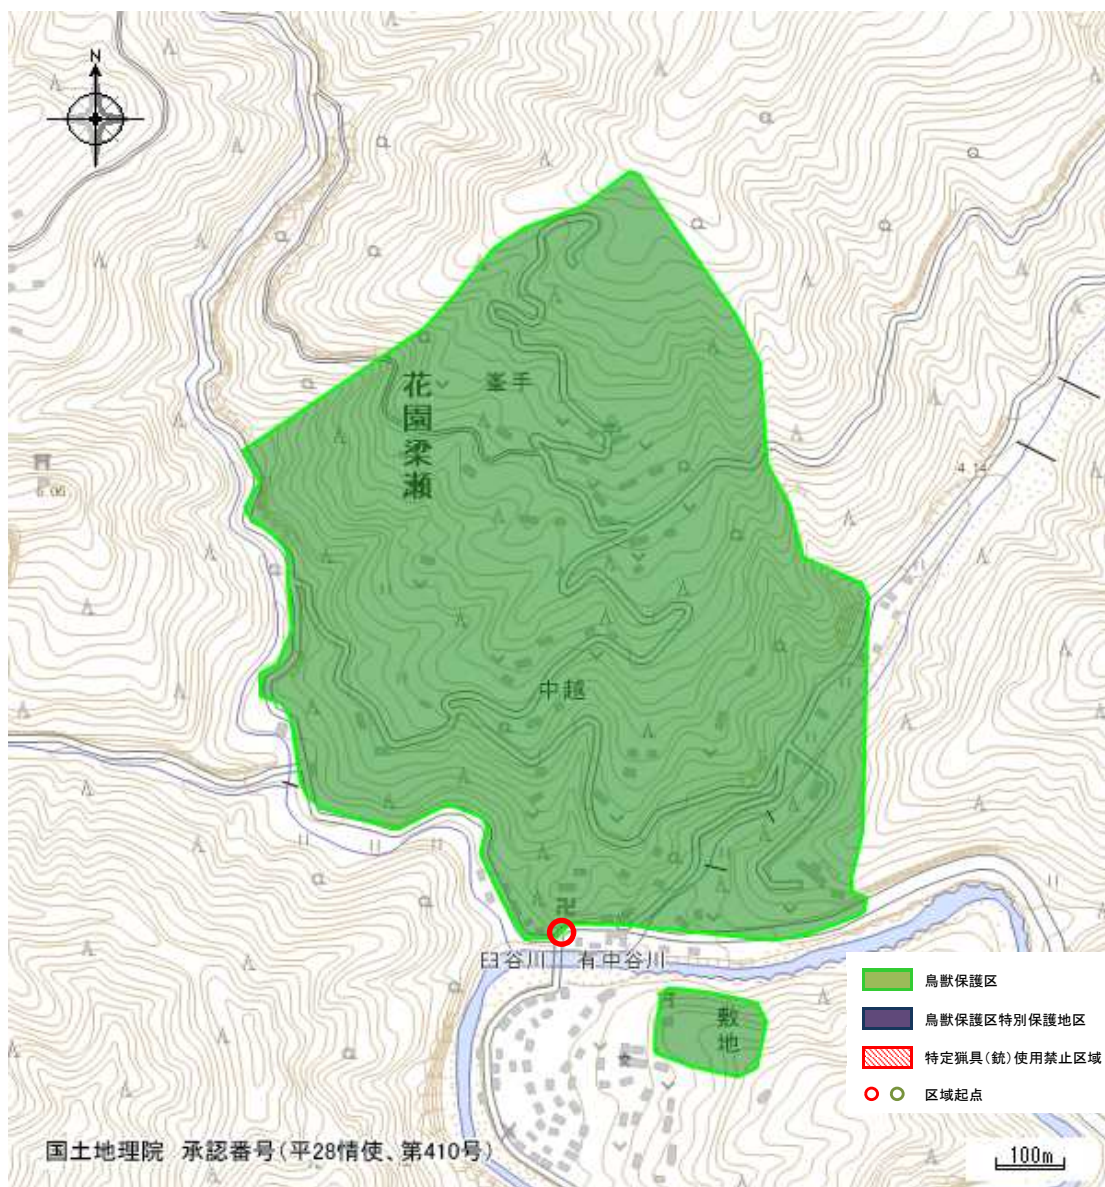 N
花園梁瀬
峯手
中越
4.14
臼谷川
有中谷川
敷地
鳥獣保護区
鳥獣保護区特別保護地区
特定猟具(銃)使用禁止区域
区域起点
国土地理院 承認番号(平28情使、第410号)
100m